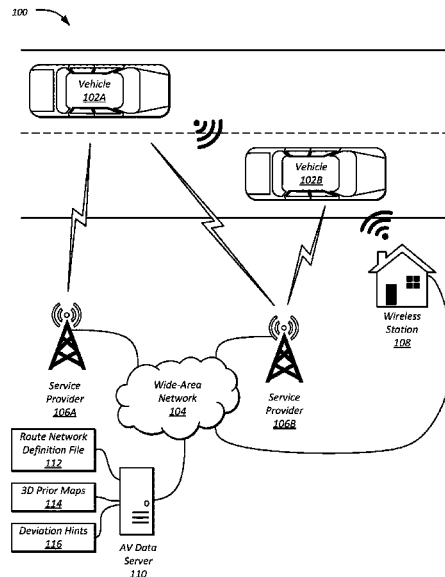 100
Vehicle
102A
Vehicle
102B
Wireless
Station
108
Service
Provider
106A
Wide-Area
Network
104
Service
Provider
106B
Route Network
Definition File
112
3D Prior Maps
114
Deviation Hints
116
AV Data
Server
110